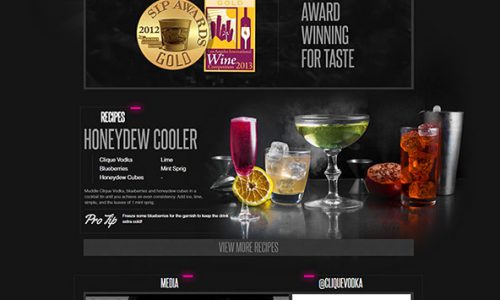 SIP AWARDS
2012
GOLD
GOLD
Los Angeles International
Wine
Competition 2013
AWARD
WINNING
FOR TASTE
RECIPES
HONEYDEW COOLER
Clique Vodka
Lime
Blueberries
Mint Sprig
Honeydew Cubes
-
Muddle Clique Vodka, blueberries and honeydew cubes in a
cocktail tin until you achieve an even consistency. Add ice, lime,
simple, and the leaves of 1 mint sprig.
Pro Tip
Freeze some blueberries for the garnish to keep the drink
extra cold!
VIEW MORE RECIPES
MEDIA
@CLIQUEVODKA